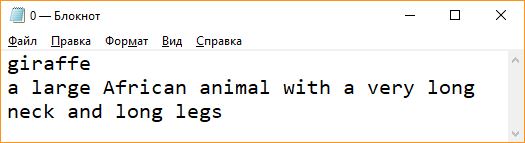 0 — Блокнот
Файл Правка Формат Вид Справка
giraffe
a large African animal with a very long
neck and long legs